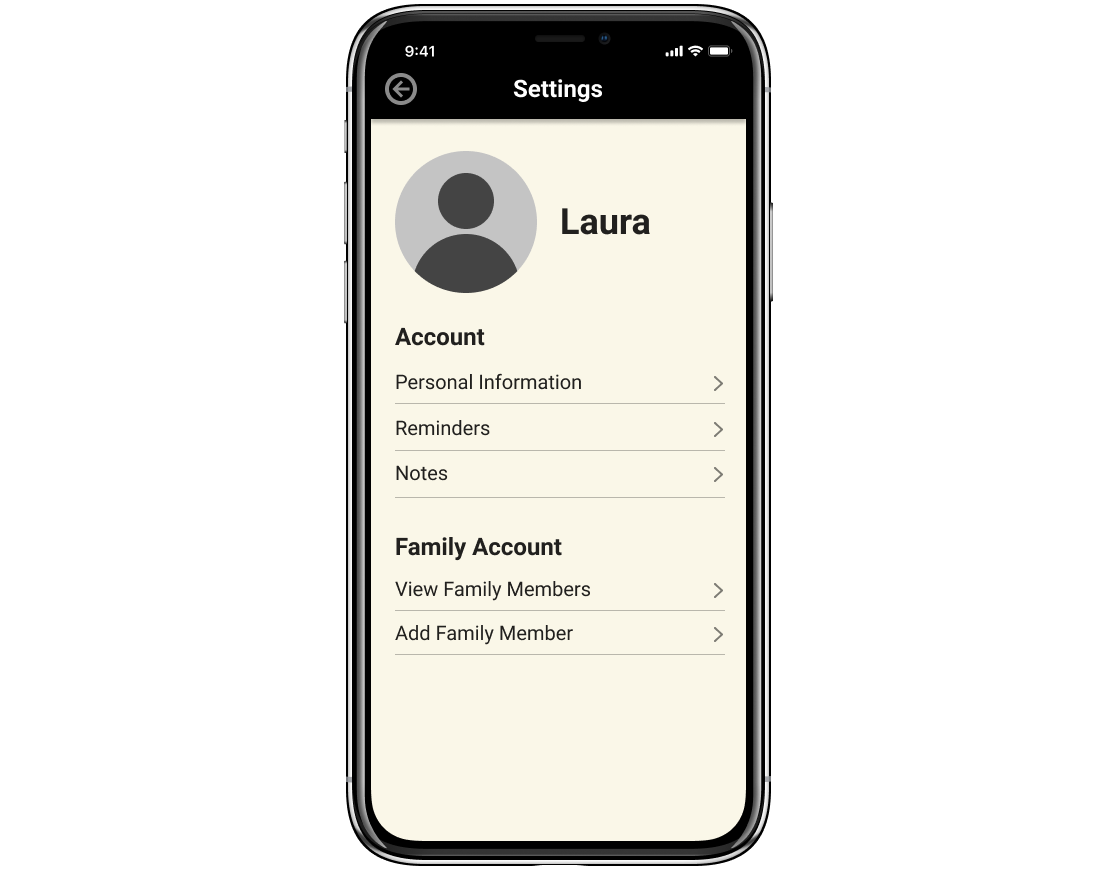 9:41
Settings
Laura
Account
Personal Information
Reminders
Notes
Family Account
View Family Members
Add Family Member